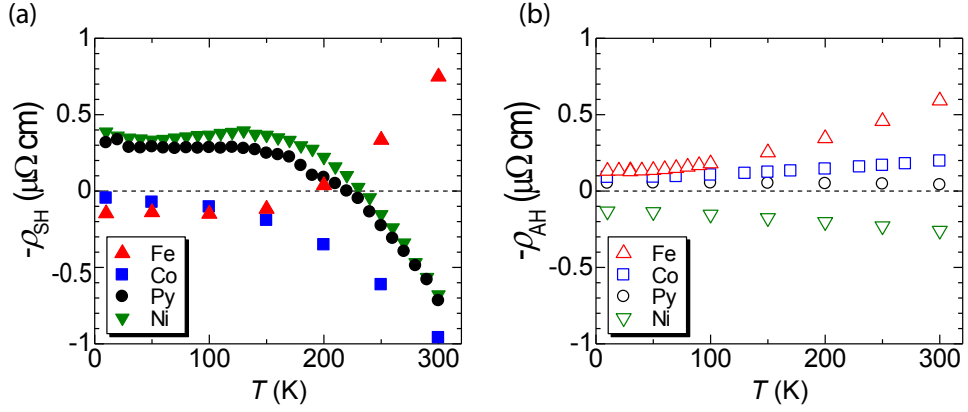 (a)
1
0.5
0
-0.5
-1
-ρSH (μΩ cm)
Fe
Co
Py
Ni
0
100
200
300
T (K)
(b)
1
0.5
0
-0.5
-1
-ρAH (μΩ cm)
Fe
Co
Py
Ni
0
100
200
300
T (K)